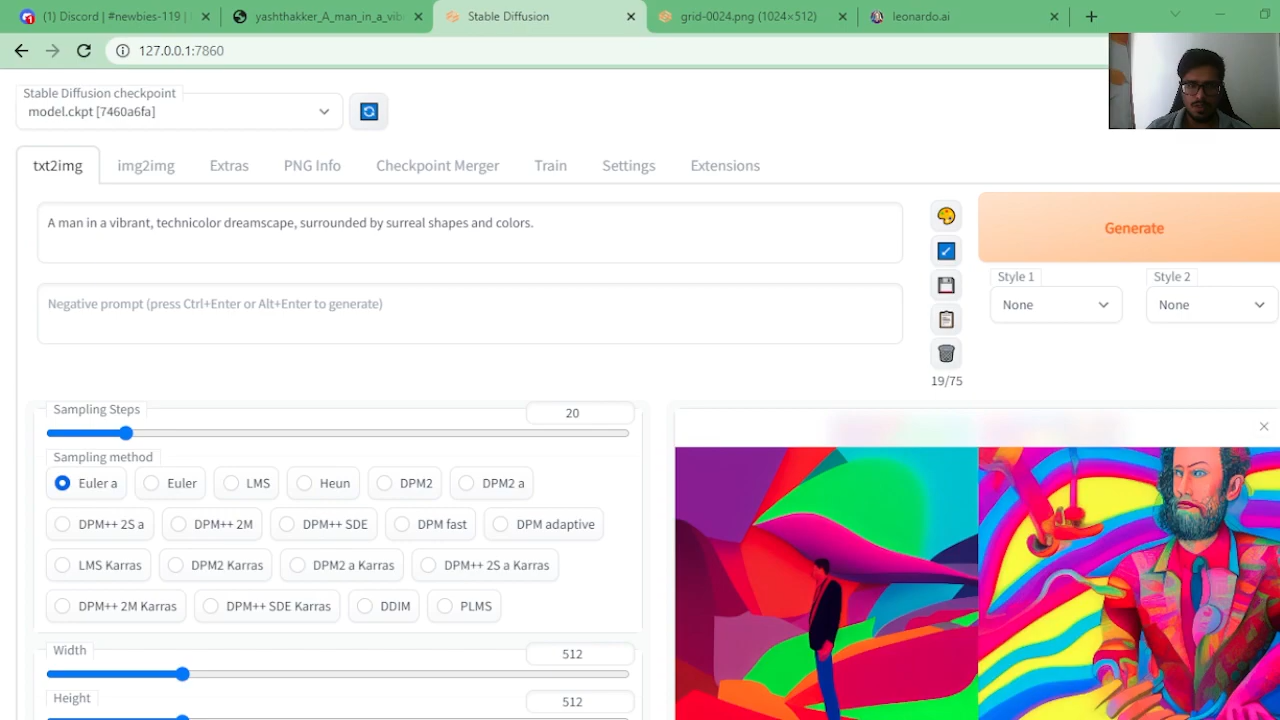 (1) Discord | #newbies-119 |
yashthakker_A_man_in_a_vib
Stable Diffusion
grid-0024.png (1024×512)
leonardo.ai
127.0.0.1:7860
Stable Diffusion checkpoint
model.ckpt [7460a6fa]
txt2img
img2img
Extras
PNG Info
Checkpoint Merger
Train
Settings
Extensions
A man in a vibrant, technicolor dreamscape, surrounded by surreal shapes and colors.
Generate
Style 1
Style 2
Negative prompt (press Ctrl+Enter or Alt+Enter to generate)
None
None
19/75
Sampling Steps
20
Sampling method
Euler a
Euler
LMS
Heun
DPM2
DPM2 a
DPM++ 2S a
DPM++ 2M
DPM++ SDE
DPM fast
DPM adaptive
LMS Karras
DPM2 Karras
DPM2 a Karras
DPM++ 2S a Karras
DPM++ 2M Karras
DPM++ SDE Karras
DDIM
PLMS
Width
512
Height
512